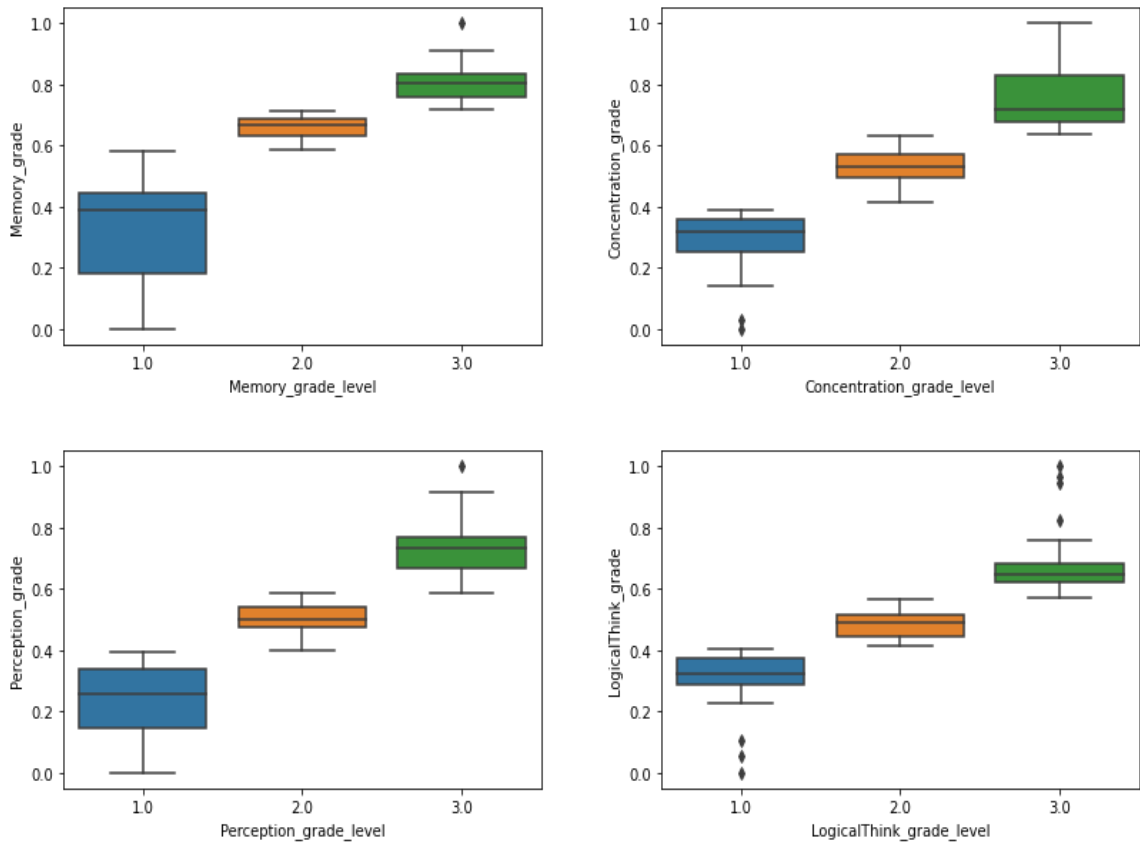 1.0
0.8
0.6
0.4
0.2
0.0
Memory_grade
1.0 2.0 3.0
Memory_grade_level
1.0
0.8
0.6
0.4
0.2
0.0
Concentration_grade
1.0 2.0 3.0
Concentration_grade_level
1.0
0.8
0.6
0.4
0.2
0.0
Perception_grade
1.0 2.0 3.0
Perception_grade_level
1.0
0.8
0.6
0.4
0.2
0.0
LogicalThink_grade
1.0 2.0 3.0
LogicalThink_grade_level